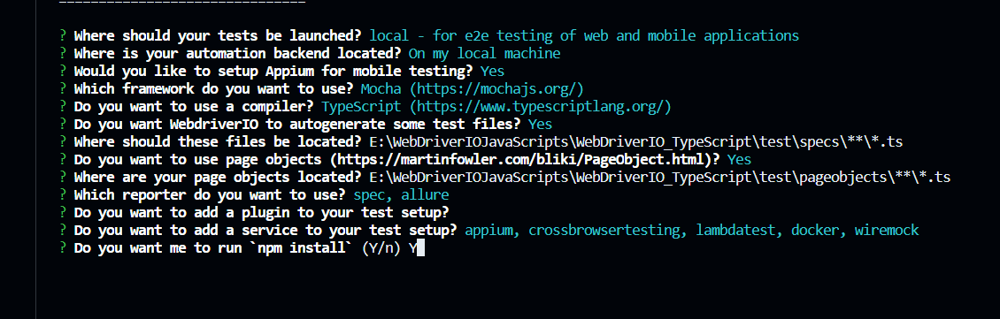 ------------------------------
? Where should your tests be launched? local - for e2e testing of web and mobile applications
? Where is your automation backend located? On my local machine
? Would you like to setup Appium for mobile testing? Yes
? Which framework do you want to use? Mocha (https://mochajs.org/)
? Do you want to use a compiler? TypeScript (https://www.typescriptlang.org/)
? Do you want WebdriverIO to autogenerate some test files? Yes
? Where should these files be located? E:\WebDriverIOJavaScripts\WebDriverIO_TypeScript\test\specs\**\*.ts
? Do you want to use page objects (https://martinfowler.com/bliki/PageObject.html)? Yes
? Where are your page objects located? E:\WebDriverIOJavaScripts\WebDriverIO_TypeScript\test\pageobjects\**\*.ts
? Which reporter do you want to use? spec, allure
? Do you want to add a plugin to your test setup?
? Do you want to add a service to your test setup? appium, crossbrowsertesting, lambdatest, docker, wiremock
? Do you want me to run `npm install` (Y/n) Y